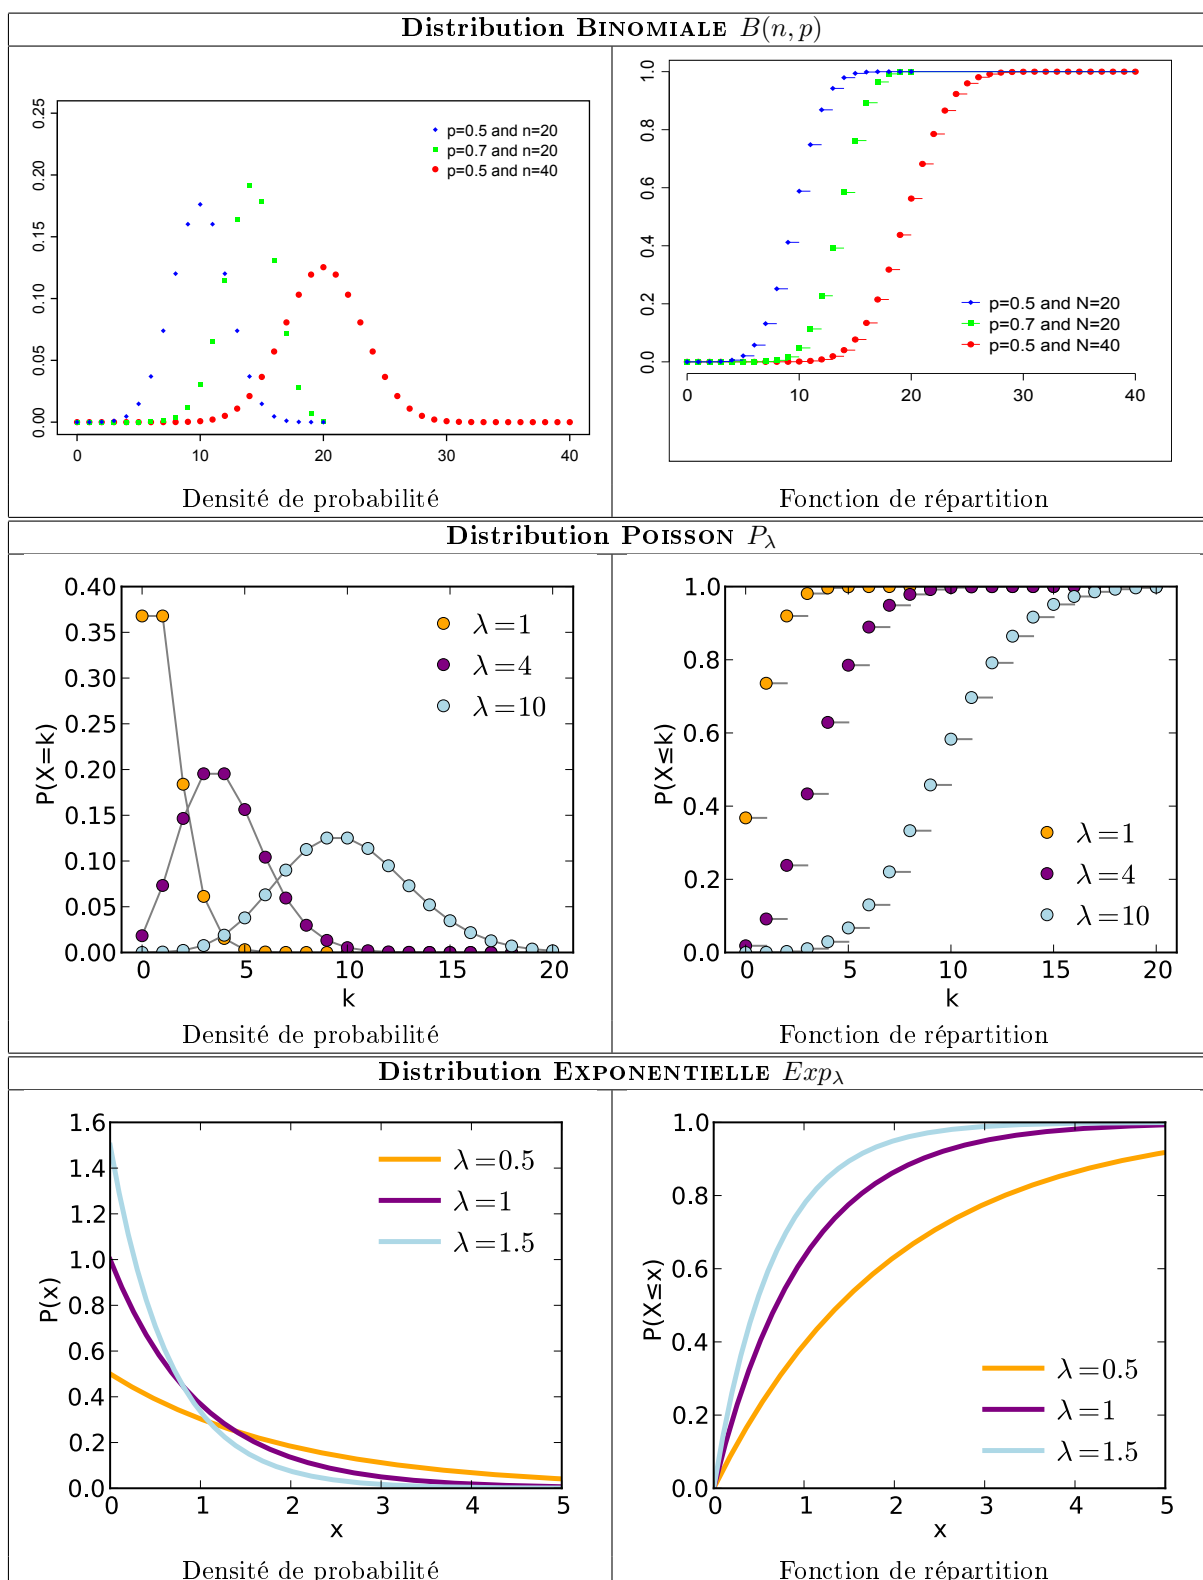 Distribution BINOMIALE B(n, p)
0.25
0.20
0.15
0.10
0.05
0.00
p=0.5 and n=20
p=0.7 and n=20
p=0.5 and n=40
0 10 20 30 40
Densité de probabilité
1.0
0.8
0.6
0.4
0.2
0.0
p=0.5 and N=20
p=0.7 and N=20
p=0.5 and N=40
0 10 20 30 40
Fonction de répartition
Distribution POISSON Pλ
0.40
0.35
0.30
0.25
0.20
0.15
0.10
0.05
0.00
P(X=k)
λ=1
λ=4
λ=10
0 5 10 15 20
k
Densité de probabilité
1.0
0.8
0.6
0.4
0.2
0.0
P(X≤k)
λ=1
λ=4
λ=10
0 5 10 15 20
k
Fonction de répartition
Distribution EXPONENTIELLE Expλ
1.6
1.4
1.2
1.0
0.8
0.6
0.4
0.2
0.0
P(x)
λ=0.5
λ=1
λ=1.5
0 1 2 3 4 5
x
Densité de probabilité
1.0
0.8
0.6
0.4
0.2
0.0
P(X≤x)
λ=0.5
λ=1
λ=1.5
0 1 2 3 4 5
x
Fonction de répartition